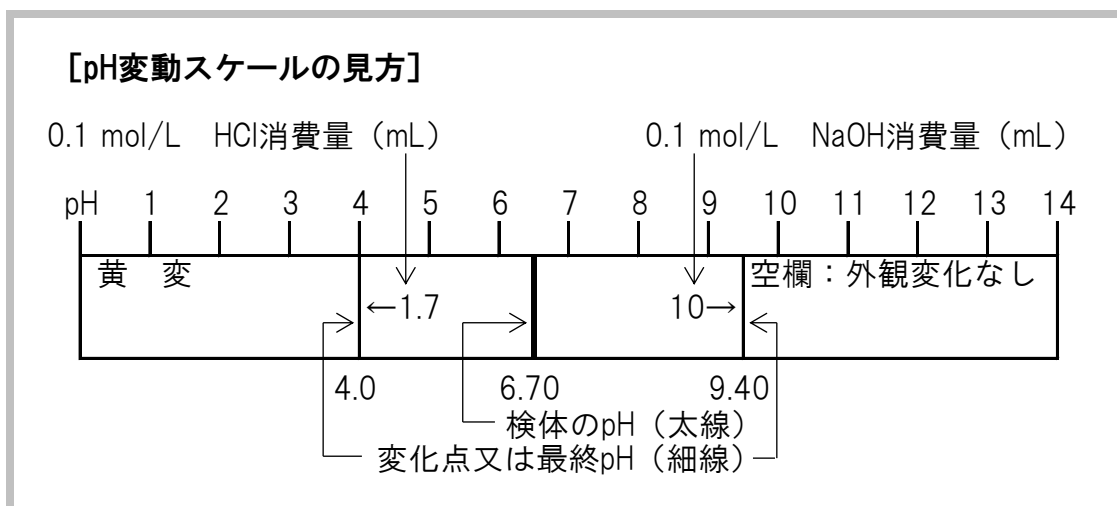 [pH変動スケールの見方]
0.1 mol/L HCl消費量（mL） 0.1 mol/L NaOH消費量（mL）
pH 1 2 3 4 5 6 7 8 9 10 11 12 13 14
黄 変 空欄：外観変化なし
←1.7 10→
4.0 6.70 9.40
検体のpH（太線）
変化点又は最終pH（細線）